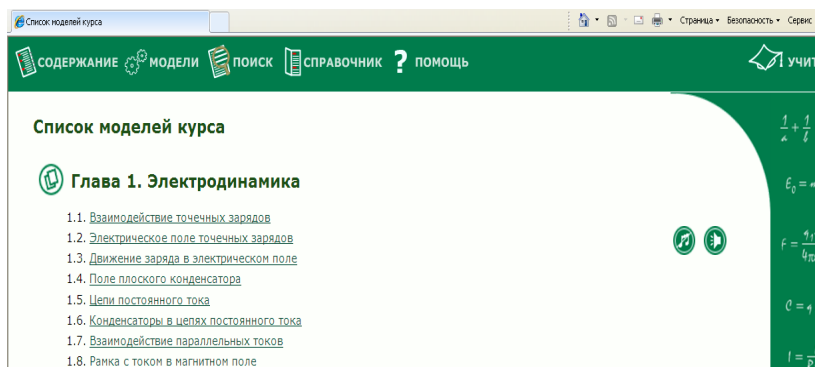 Список моделей курса
Страница Безопасность Сервис
СОДЕРЖАНИЕ МОДЕЛИ ПОИСК СПРАВОЧНИК ? ПОМОЩЬ
Список моделей курса
Глава 1. Электродинамика
1.1. Взаимодействие точечных зарядов
1.2. Электрическое поле точечных зарядов
1.3. Движение заряда в электрическом поле
1.4. Поле плоского конденсатора
1.5. Цепи постоянного тока
1.6. Конденсаторы в цепях постоянного тока
1.7. Взаимодействие параллельных токов
1.8. Рамка с током в магнитном поле